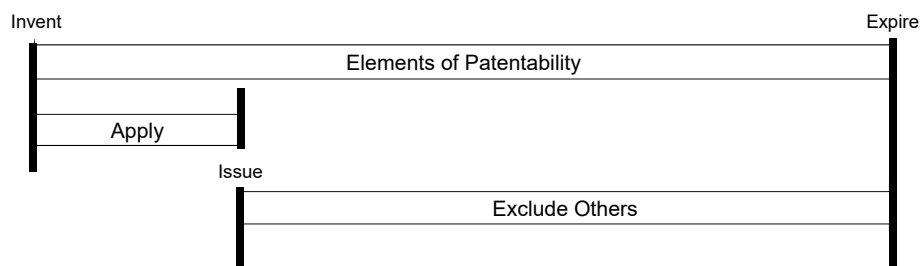 Invent
Expire
Elements of Patentability
Apply
Issue
Exclude Others